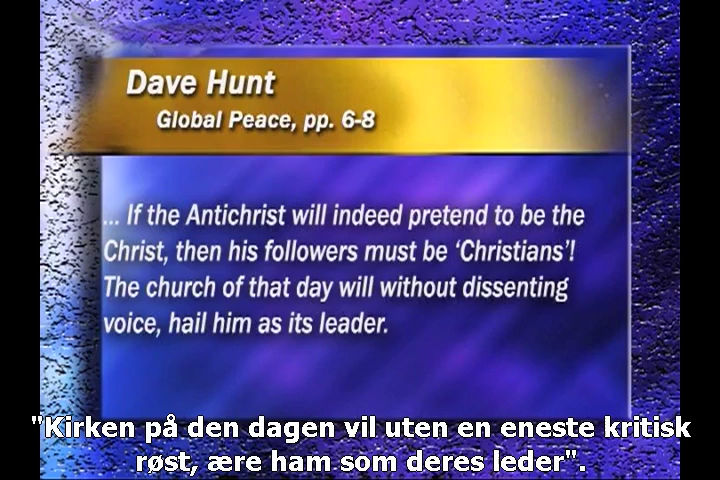 Dave Hunt
Global Peace, pp. 6-8
... If the Antichrist will indeed pretend to be the
Christ, then his followers must be ‘Christians’!
The church of that day will without dissenting
voice, hail him as its leader.
"Kirken på den dagen vil uten en eneste kritisk
røst, ære ham som deres leder".